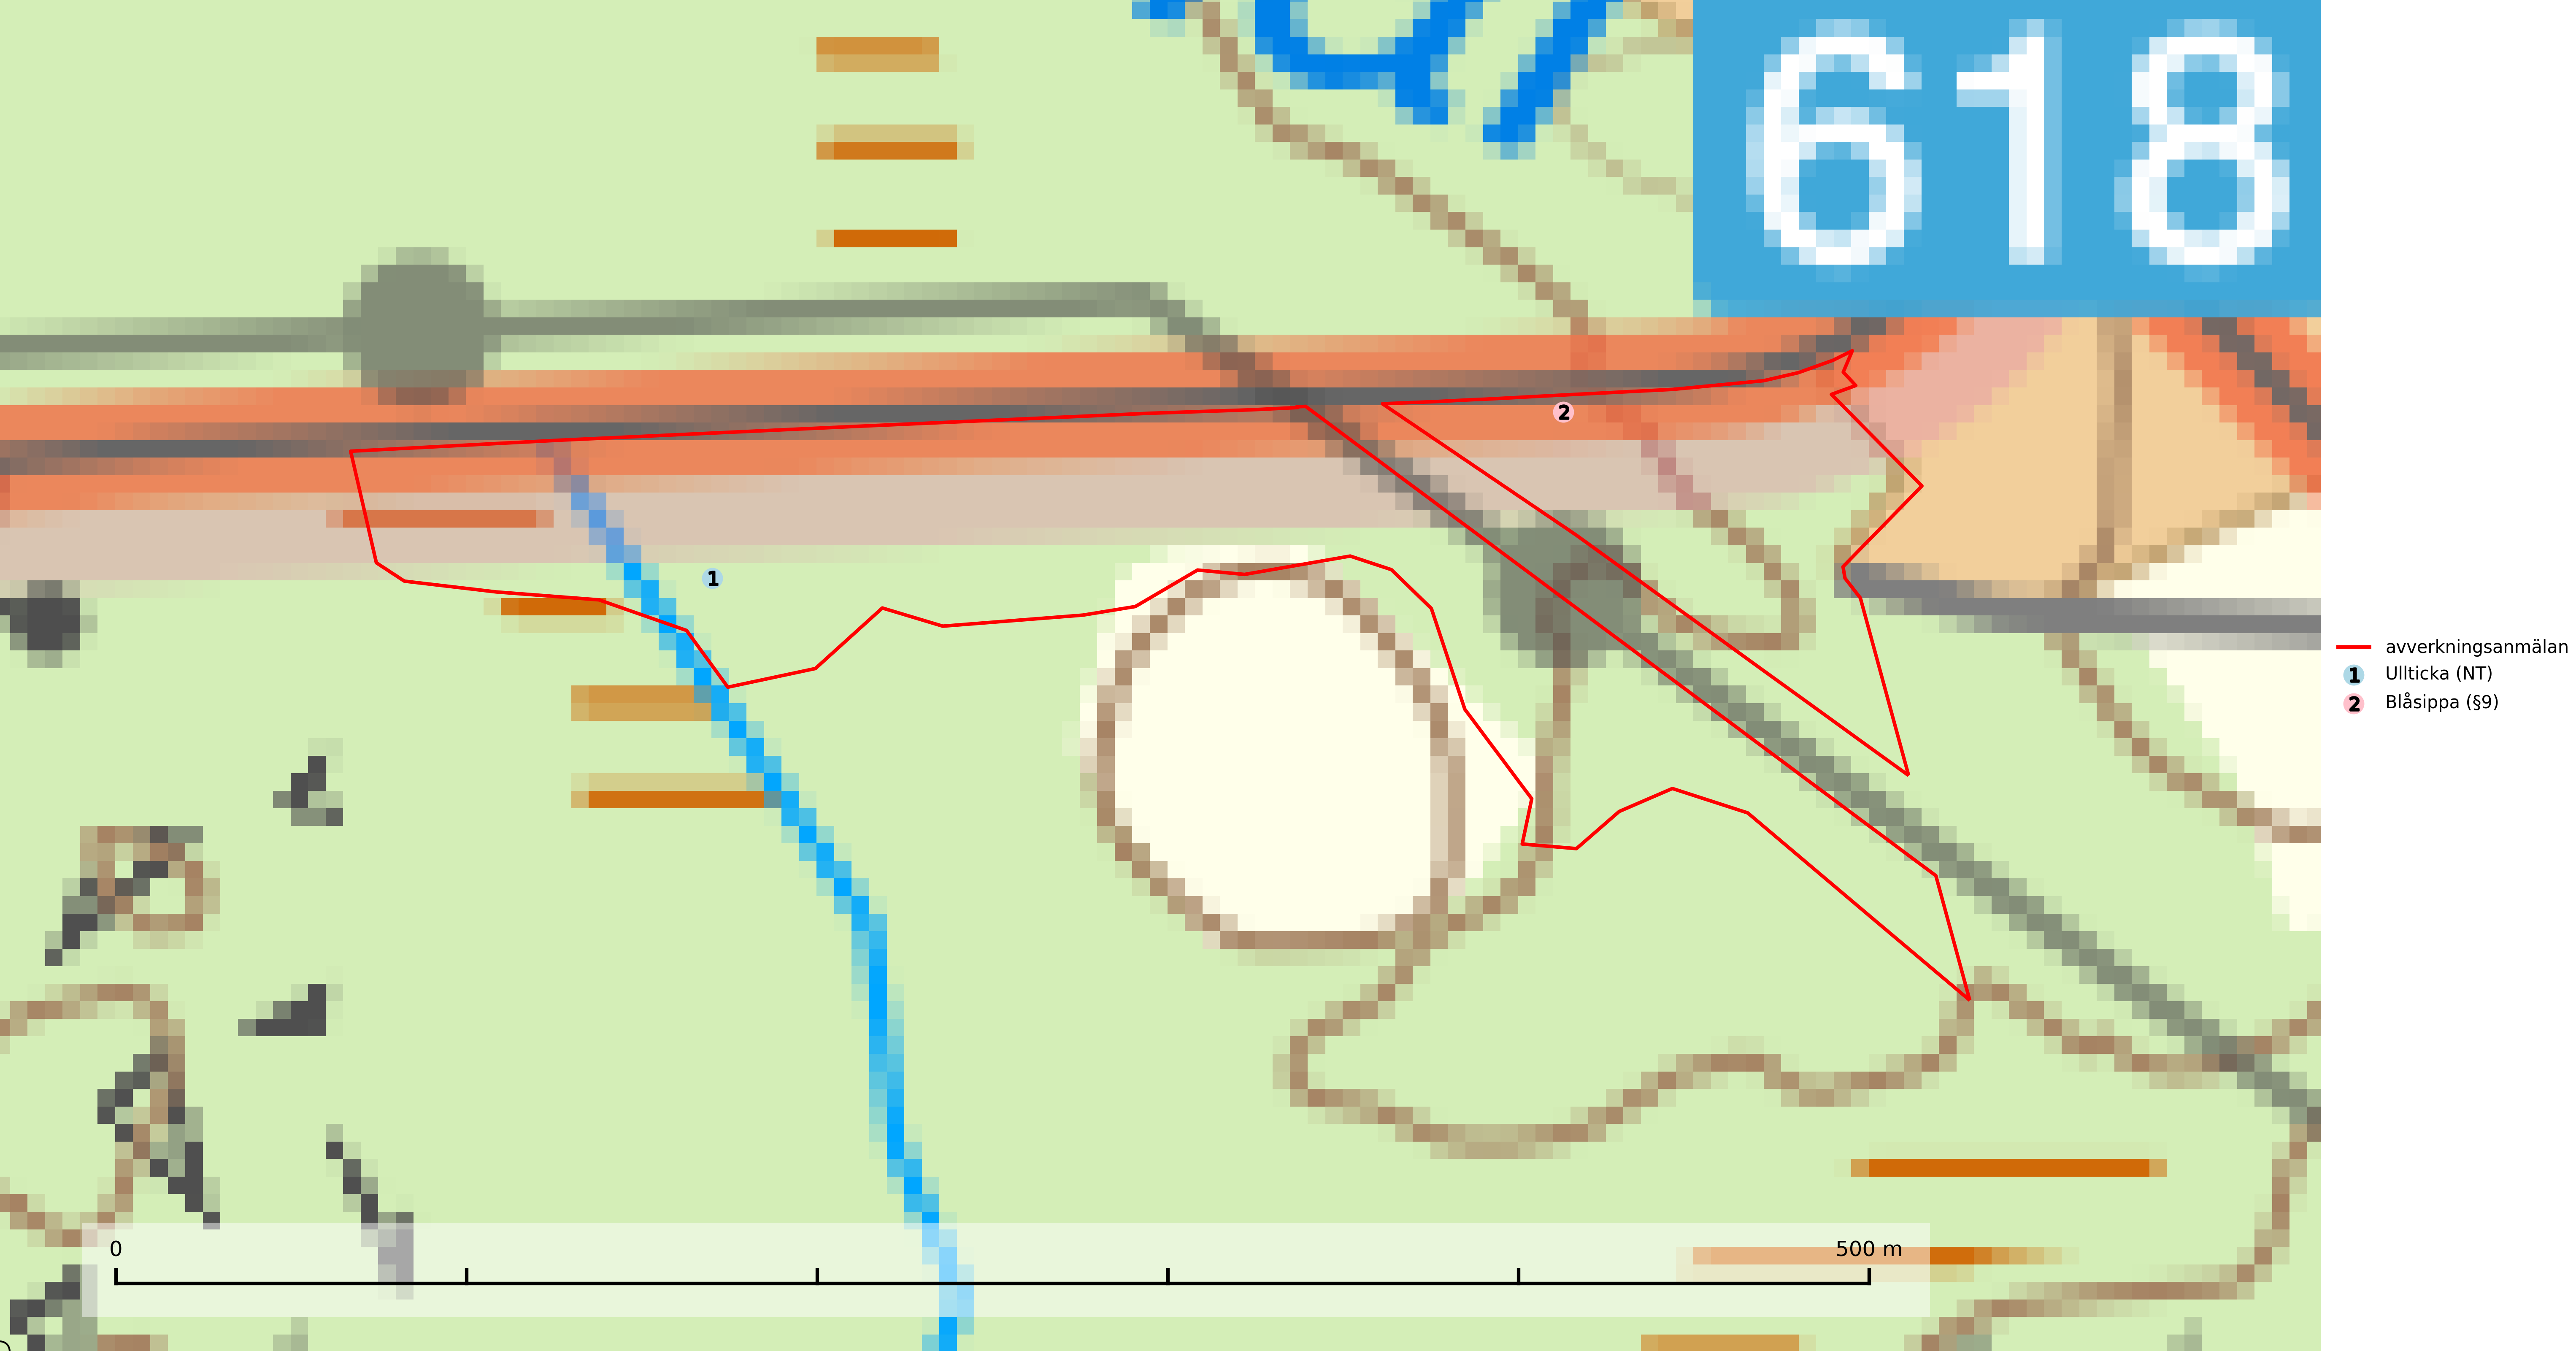 618
2
1
avverkningsanmälan
1 Ullticka (NT)
2 Blåsippa (§9)
0 500 m